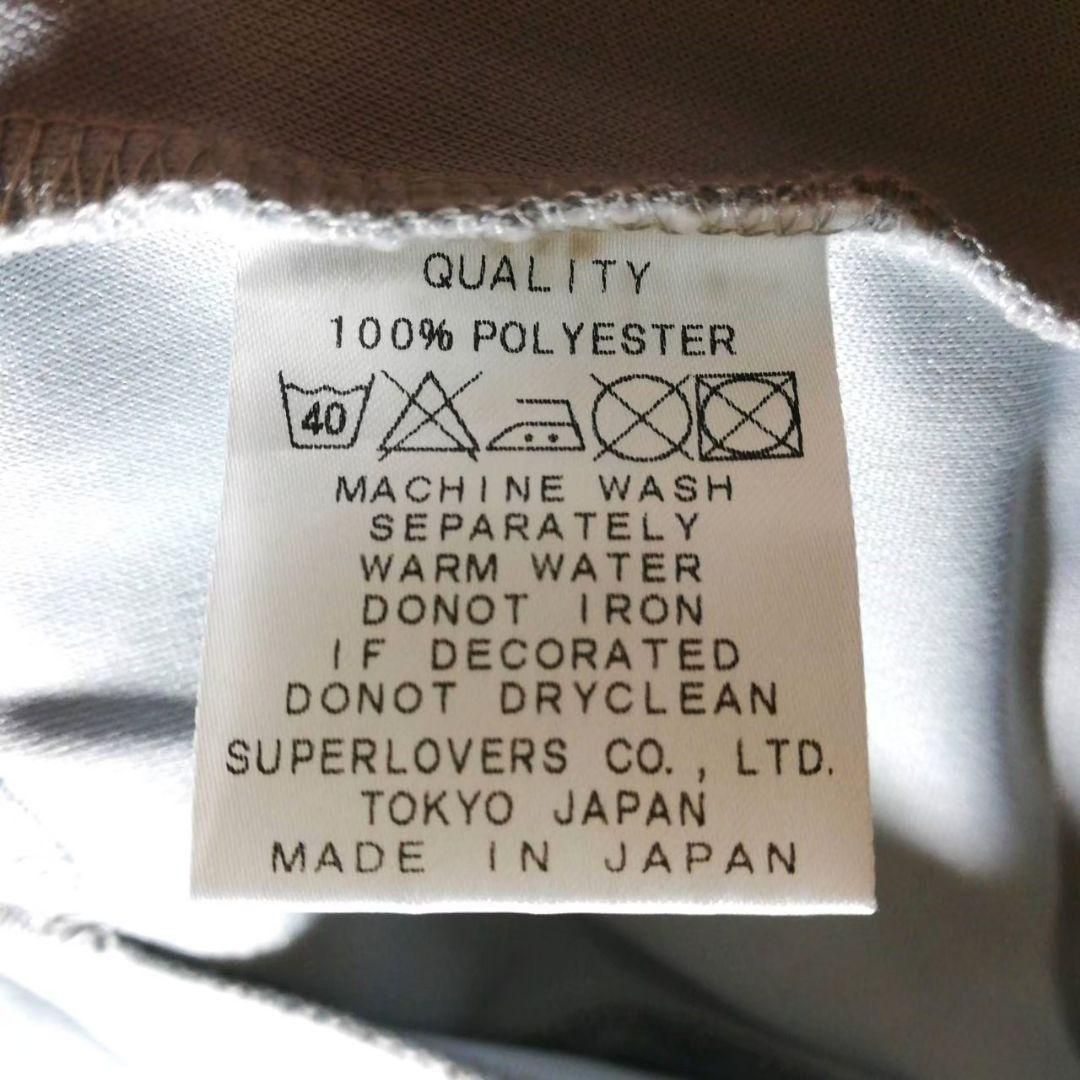 QUALITY
100% POLYESTER
40
MACHINE WASH
SEPARATELY
WARM WATER
DONOT IRON
IF DECORATED
DONOT DRYCLEAN
SUPERLOVERS CO., LTD.
TOKYO JAPAN
MADE IN JAPAN